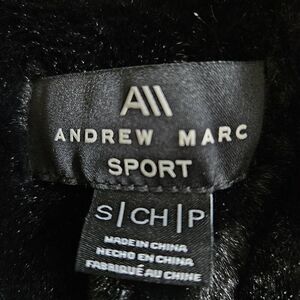 AM
ANDREW MARC
SPORT
S|CH|P
MADE IN CHINA
HECHO EN CHINA
FABRIQUÉ AU CHINE